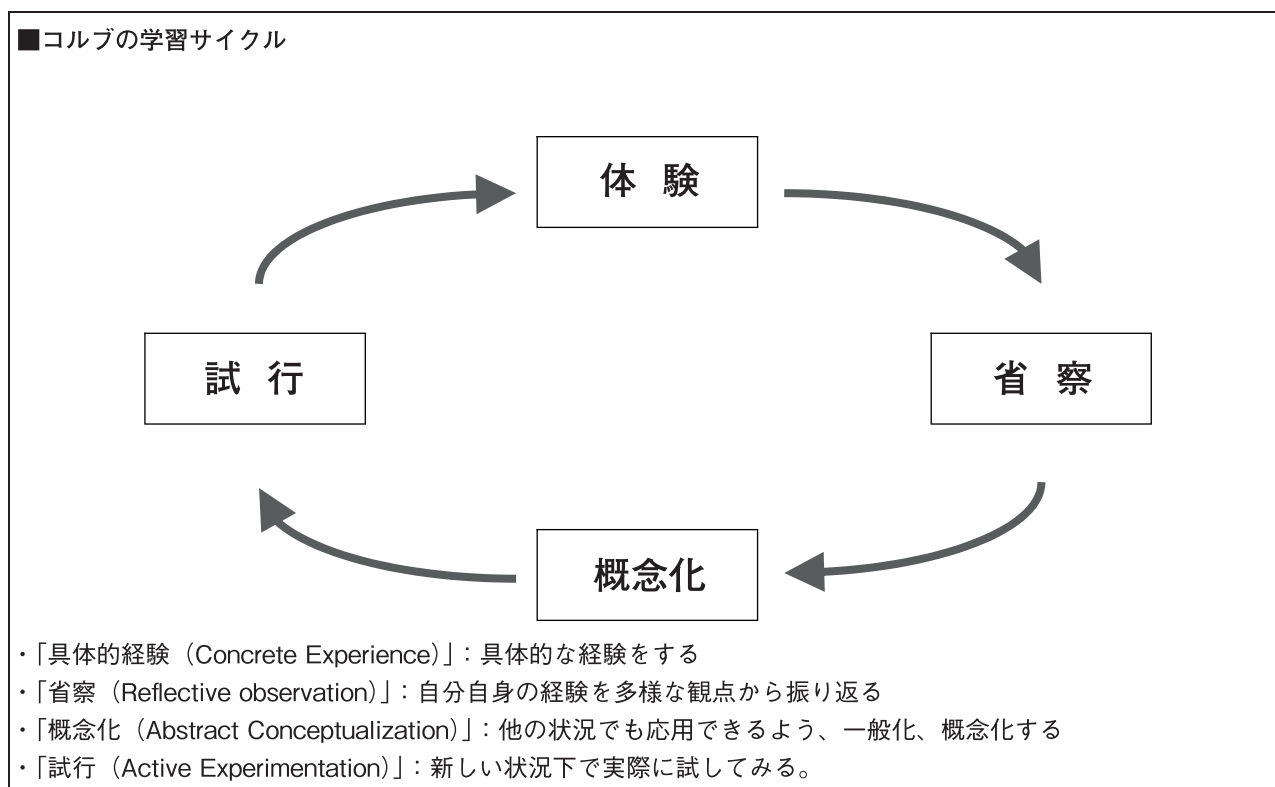 ■コルブの学習サイクル
体 験
試 行
省 察
概念化
・「具体的経験（Concrete Experience）」：具体的な経験をする
・「省察（Reflective observation）」：自分自身の経験を多様な観点から振り返る
・「概念化（Abstract Conceptualization）」：他の状況でも応用できるよう、一般化、概念化する
・「試行（Active Experimentation）」：新しい状況下で実際に試してみる。